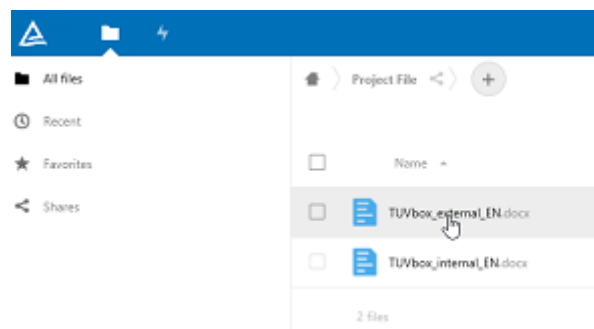 All files
Recent
Favorites
Shares
Project File
Name
TUVbox_external_EN.docx
TUVbox_internal_EN.docx
2 files